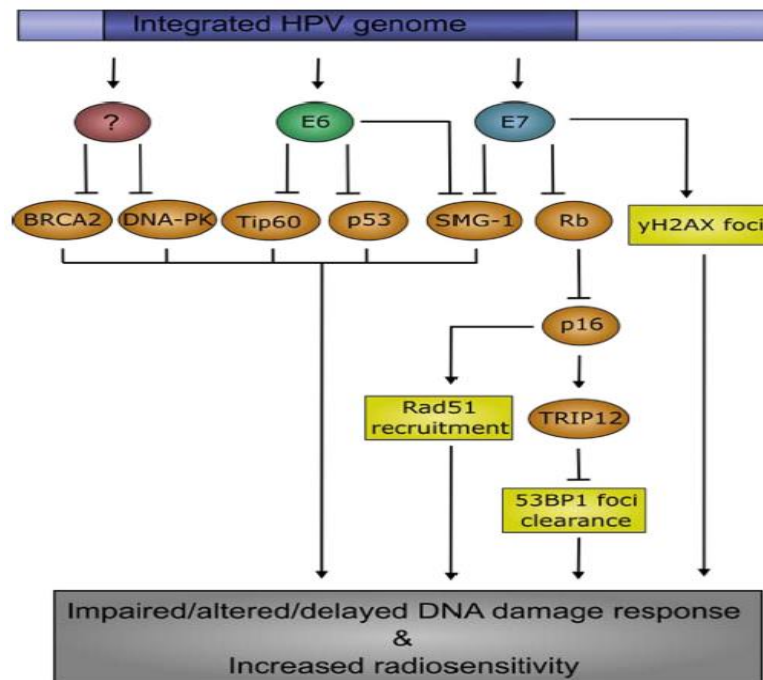 Integrated HPV genome
?
E6
E7
BRCA2
DNA-PK
Tip60
p53
SMG-1
Rb
yH2AX foci
p16
Rad51
recruitment
TRIP12
53BP1 foci
clearance
Impaired/altered/delayed DNA damage response
&
Increased radiosensitivity